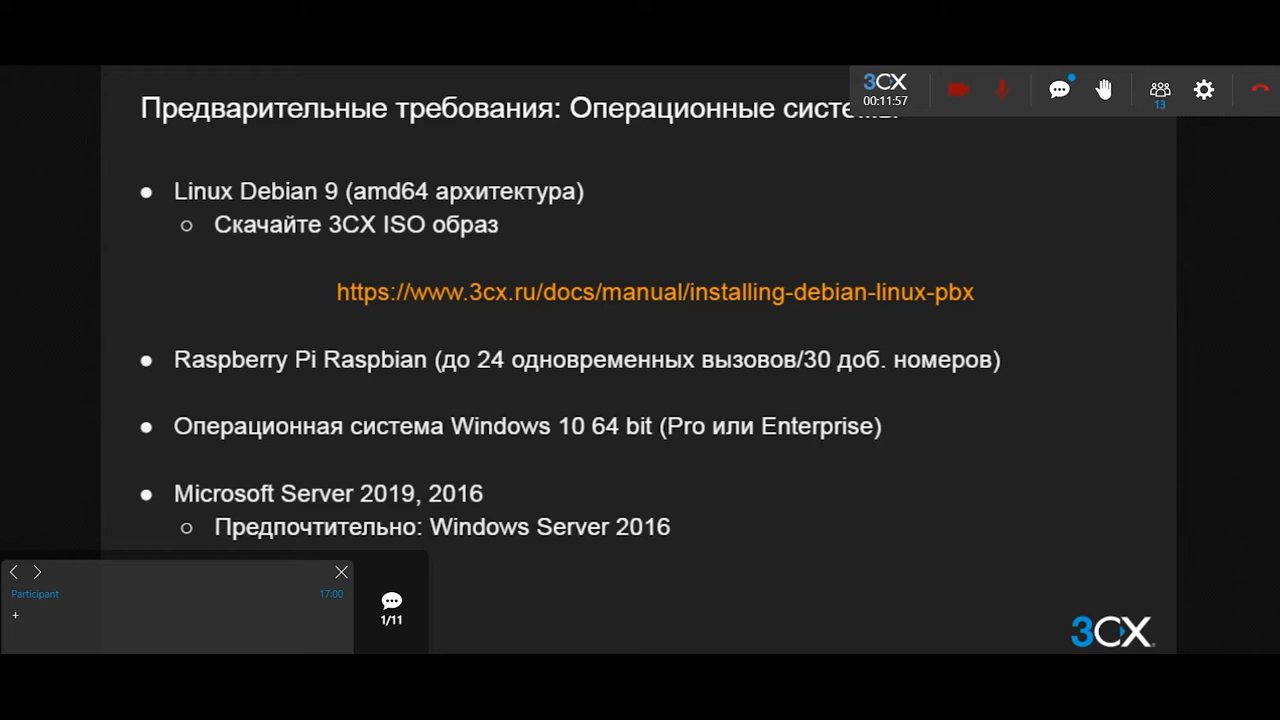 3CX
00:11:57
13
Предварительные требования: Операционные системы
Linux Debian 9 (amd64 архитектура)
Скачайте 3CX ISO образ
https://www.3cx.ru/docs/manual/installing-debian-linux-pbx
Raspberry Pi Raspbian (до 24 одновременных вызовов/30 доб. номеров)
Операционная система Windows 10 64 bit (Pro или Enterprise)
Microsoft Server 2019, 2016
Предпочтительно: Windows Server 2016
Participant 17:00
+
1/11
3CX